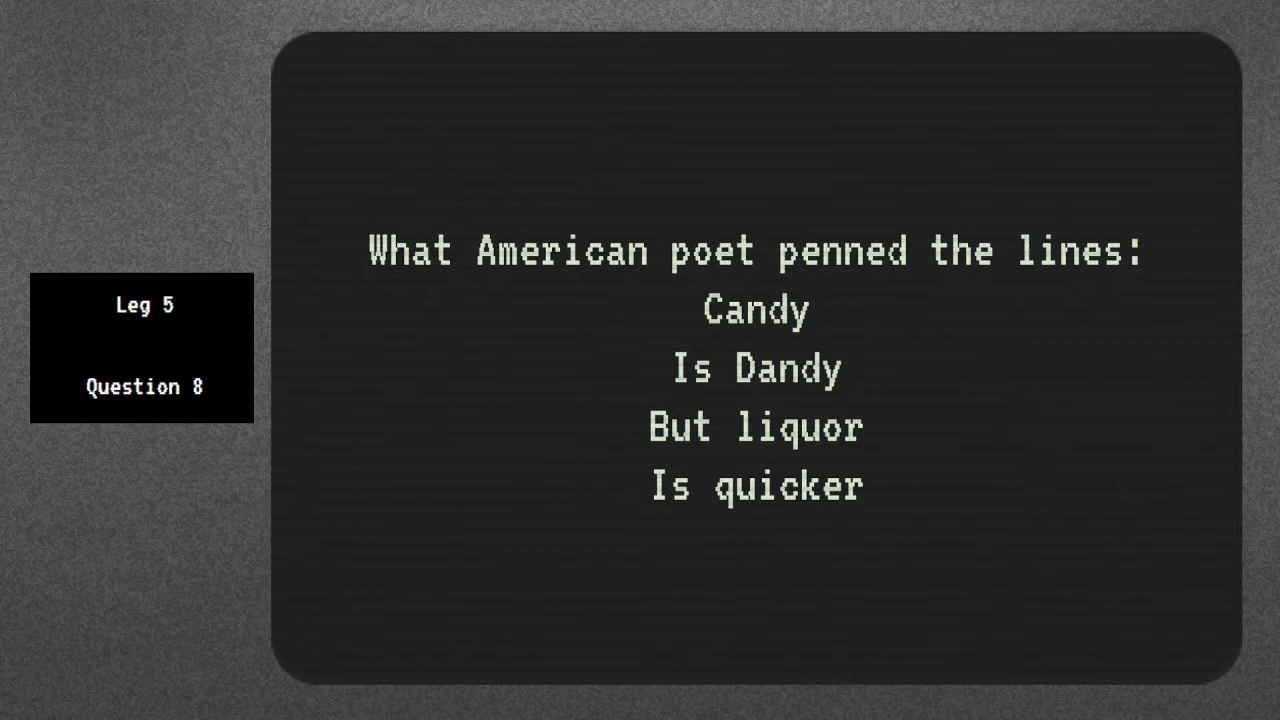 Leg 5
Question 8
What American poet penned the lines:
Candy
Is Dandy
But liquor
Is quicker